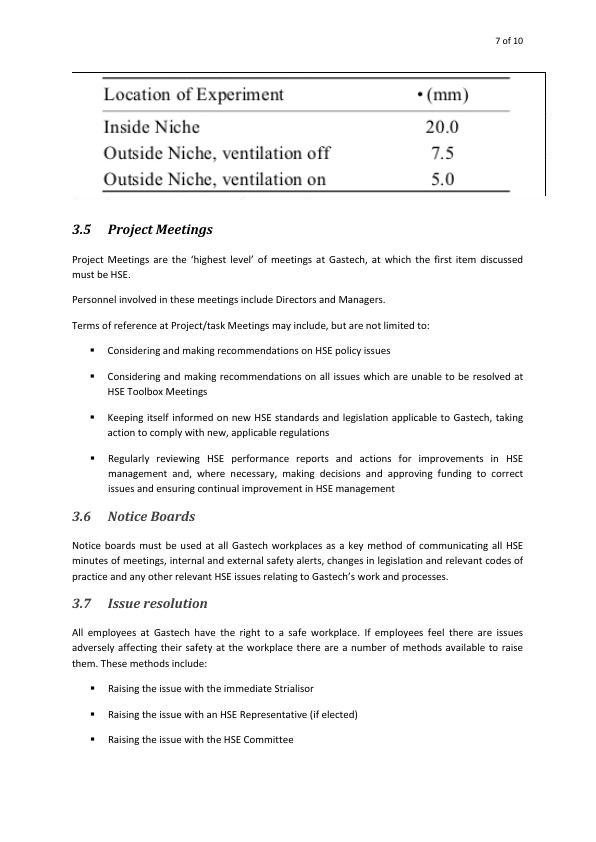 7 of 10
Location of Experiment • (mm)
Inside Niche 20.0
Outside Niche, ventilation off 7.5
Outside Niche, ventilation on 5.0
3.5 Project Meetings
Project Meetings are the ‘highest level’ of meetings at Gastech, at which the first item discussed
must be HSE.
Personnel involved in these meetings include Directors and Managers.
Terms of reference at Project/task Meetings may include, but are not limited to:
▪ Considering and making recommendations on HSE policy issues
▪ Considering and making recommendations on all issues which are unable to be resolved at
HSE Toolbox Meetings
▪ Keeping itself informed on new HSE standards and legislation applicable to Gastech, taking
action to comply with new, applicable regulations
▪ Regularly reviewing HSE performance reports and actions for improvements in HSE
management and, where necessary, making decisions and approving funding to correct
issues and ensuring continual improvement in HSE management
3.6 Notice Boards
Notice boards must be used at all Gastech workplaces as a key method of communicating all HSE
minutes of meetings, internal and external safety alerts, changes in legislation and relevant codes of
practice and any other relevant HSE issues relating to Gastech’s work and processes.
3.7 Issue resolution
All employees at Gastech have the right to a safe workplace. If employees feel there are issues
adversely affecting their safety at the workplace there are a number of methods available to raise
them. These methods include:
▪ Raising the issue with the immediate Strialisor
▪ Raising the issue with an HSE Representative (if elected)
▪ Raising the issue with the HSE Committee